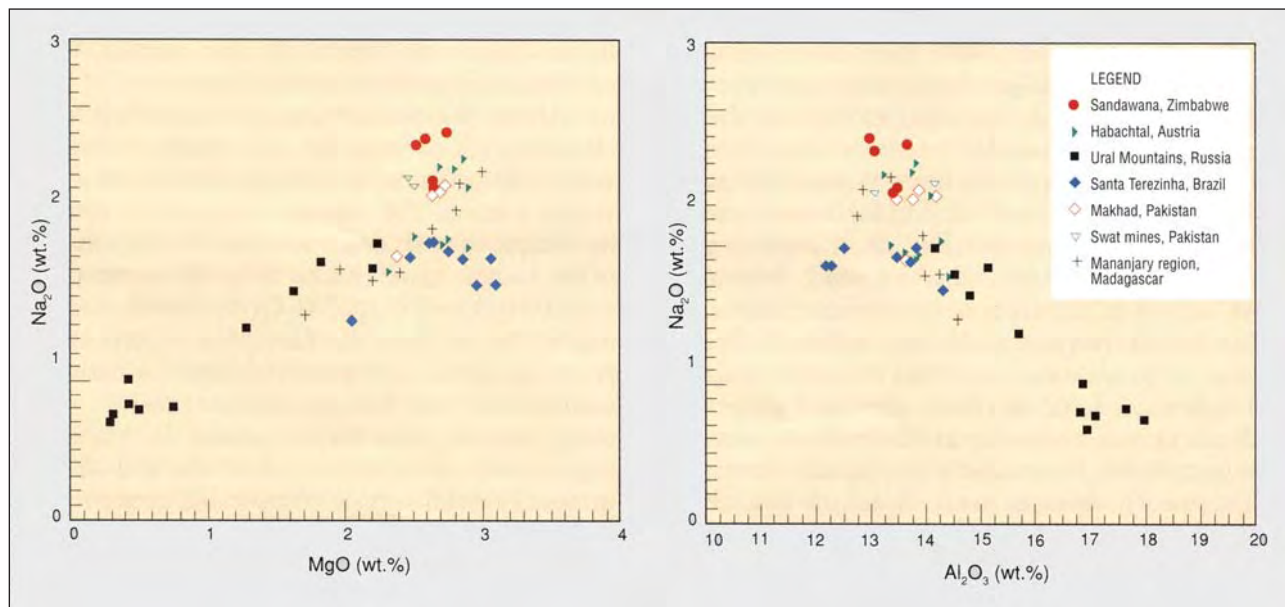 3
2
1
0
Na₂O (wt.%)
0 1 2 3 4
MgO (wt.%)
3
2
1
0
Na₂O (wt.%)
10 11 12 13 14 15 16 17 18 19 20
Al₂O₃ (wt.%)
LEGEND
Sandawana, Zimbabwe
Habachtal, Austria
Ural Mountains, Russia
Santa Terezinha, Brazil
Makhad, Pakistan
Swat mines, Pakistan
Mananjary region,
Madagascar